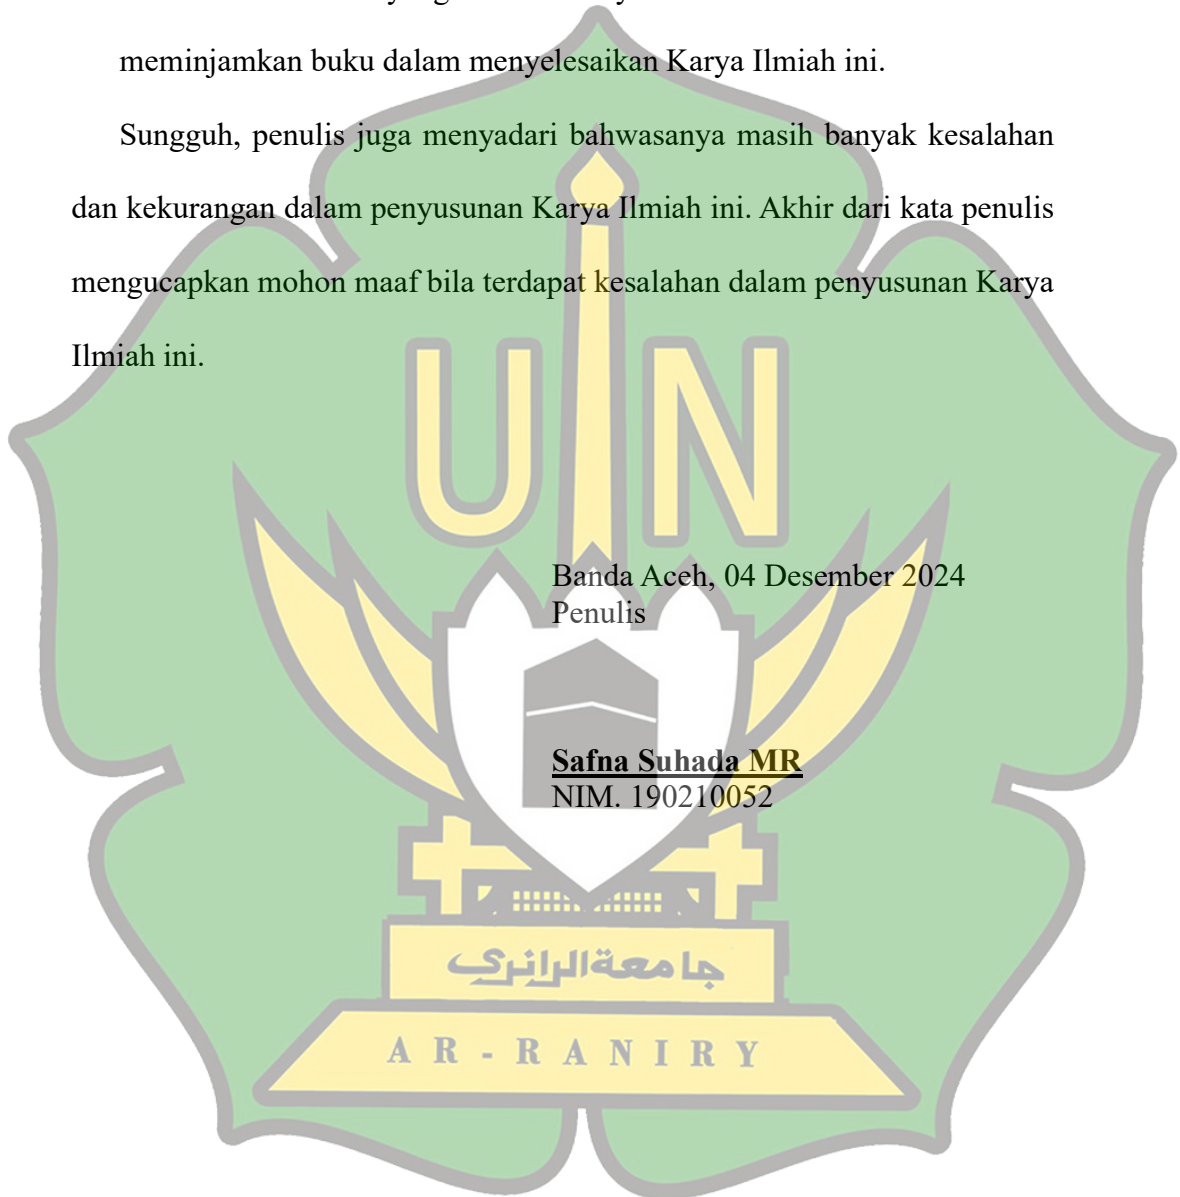 meminjamkan buku dalam menyelesaikan Karya Ilmiah ini.
Sungguh, penulis juga menyadari bahwasanya masih banyak kesalahan
dan kekurangan dalam penyusunan Karya Ilmiah ini. Akhir dari kata penulis
mengucapkan mohon maaf bila terdapat kesalahan dalam penyusunan Karya
Ilmiah ini.
UIN
Banda Aceh, 04 Desember 2024
Penulis
Safna Suhada MR
NIM. 190210052
جامعة الرانري
AR-RANIRY